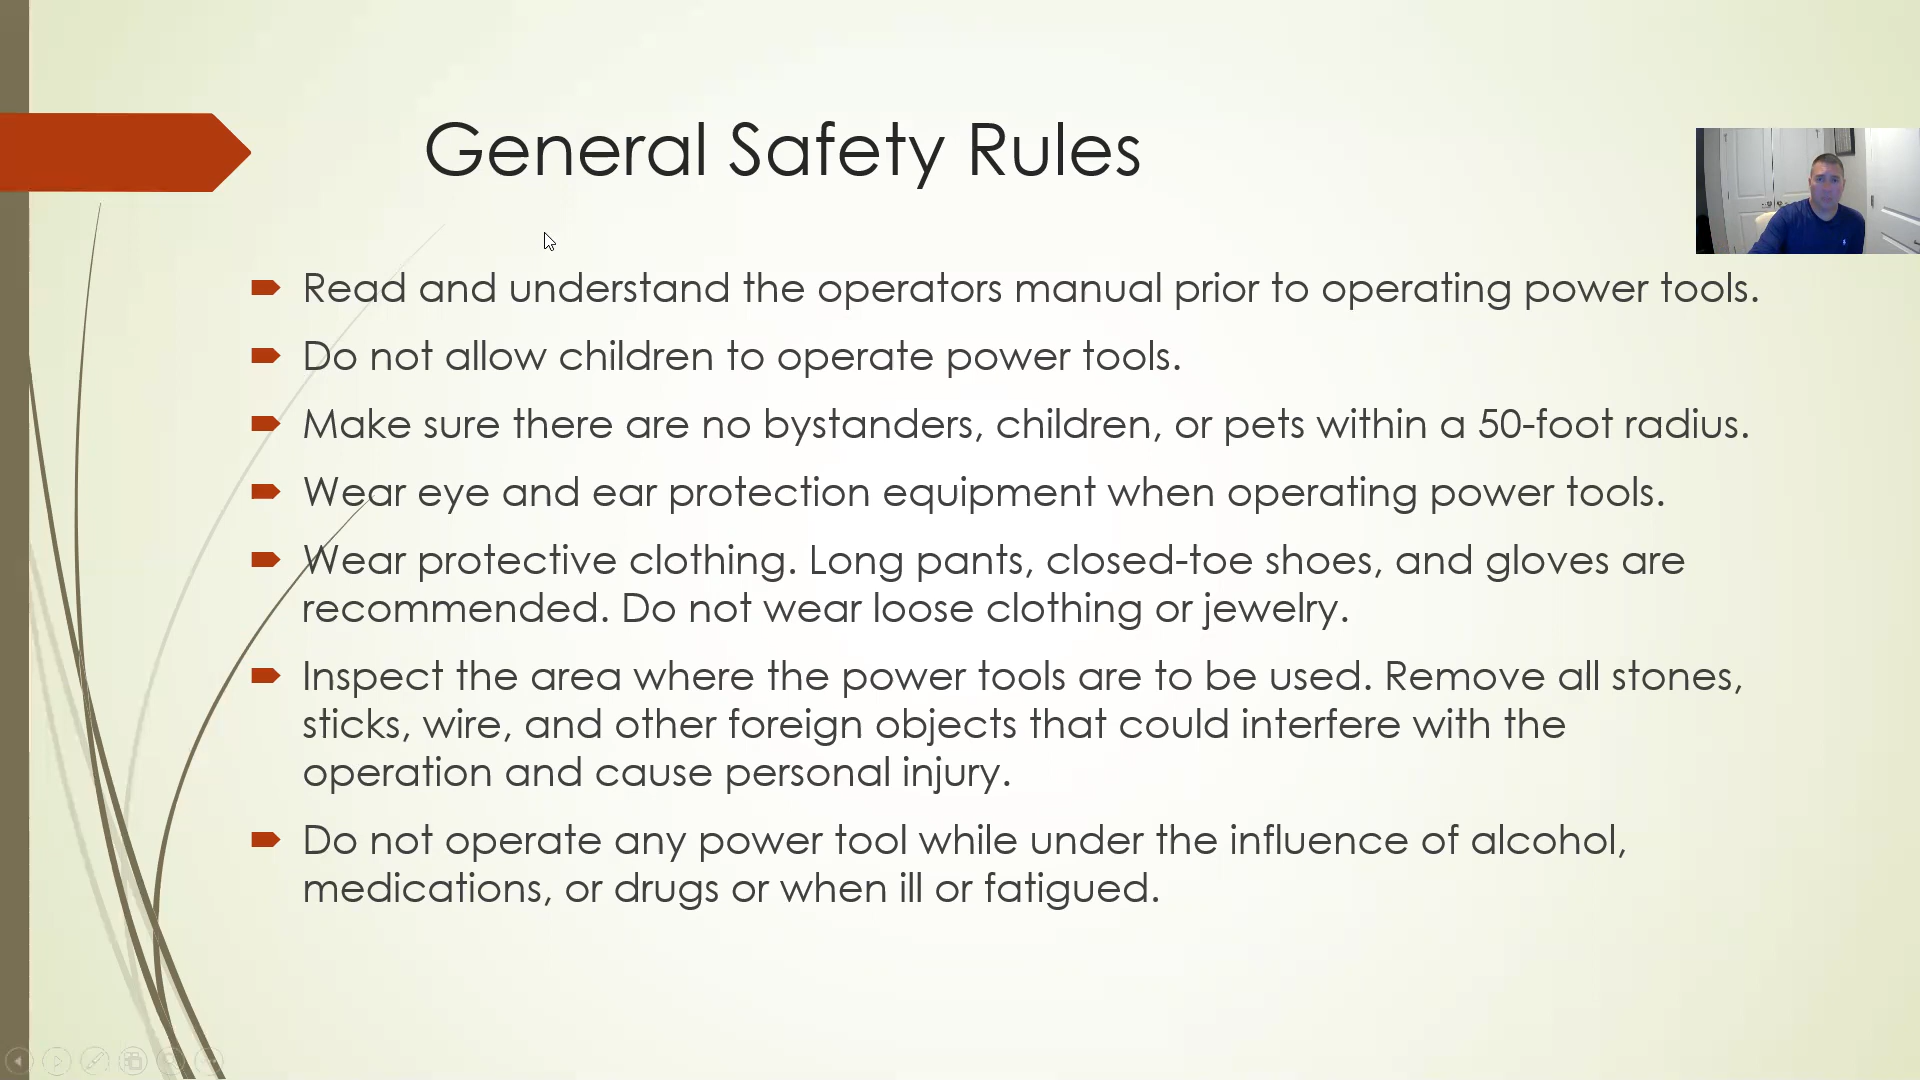 General Safety Rules
Read and understand the operators manual prior to operating power tools.
Do not allow children to operate power tools.
Make sure there are no bystanders, children, or pets within a 50-foot radius.
Wear eye and ear protection equipment when operating power tools.
Wear protective clothing. Long pants, closed-toe shoes, and gloves are
recommended. Do not wear loose clothing or jewelry.
Inspect the area where the power tools are to be used. Remove all stones,
sticks, wire, and other foreign objects that could interfere with the
operation and cause personal injury.
Do not operate any power tool while under the influence of alcohol,
medications, or drugs or when ill or fatigued.